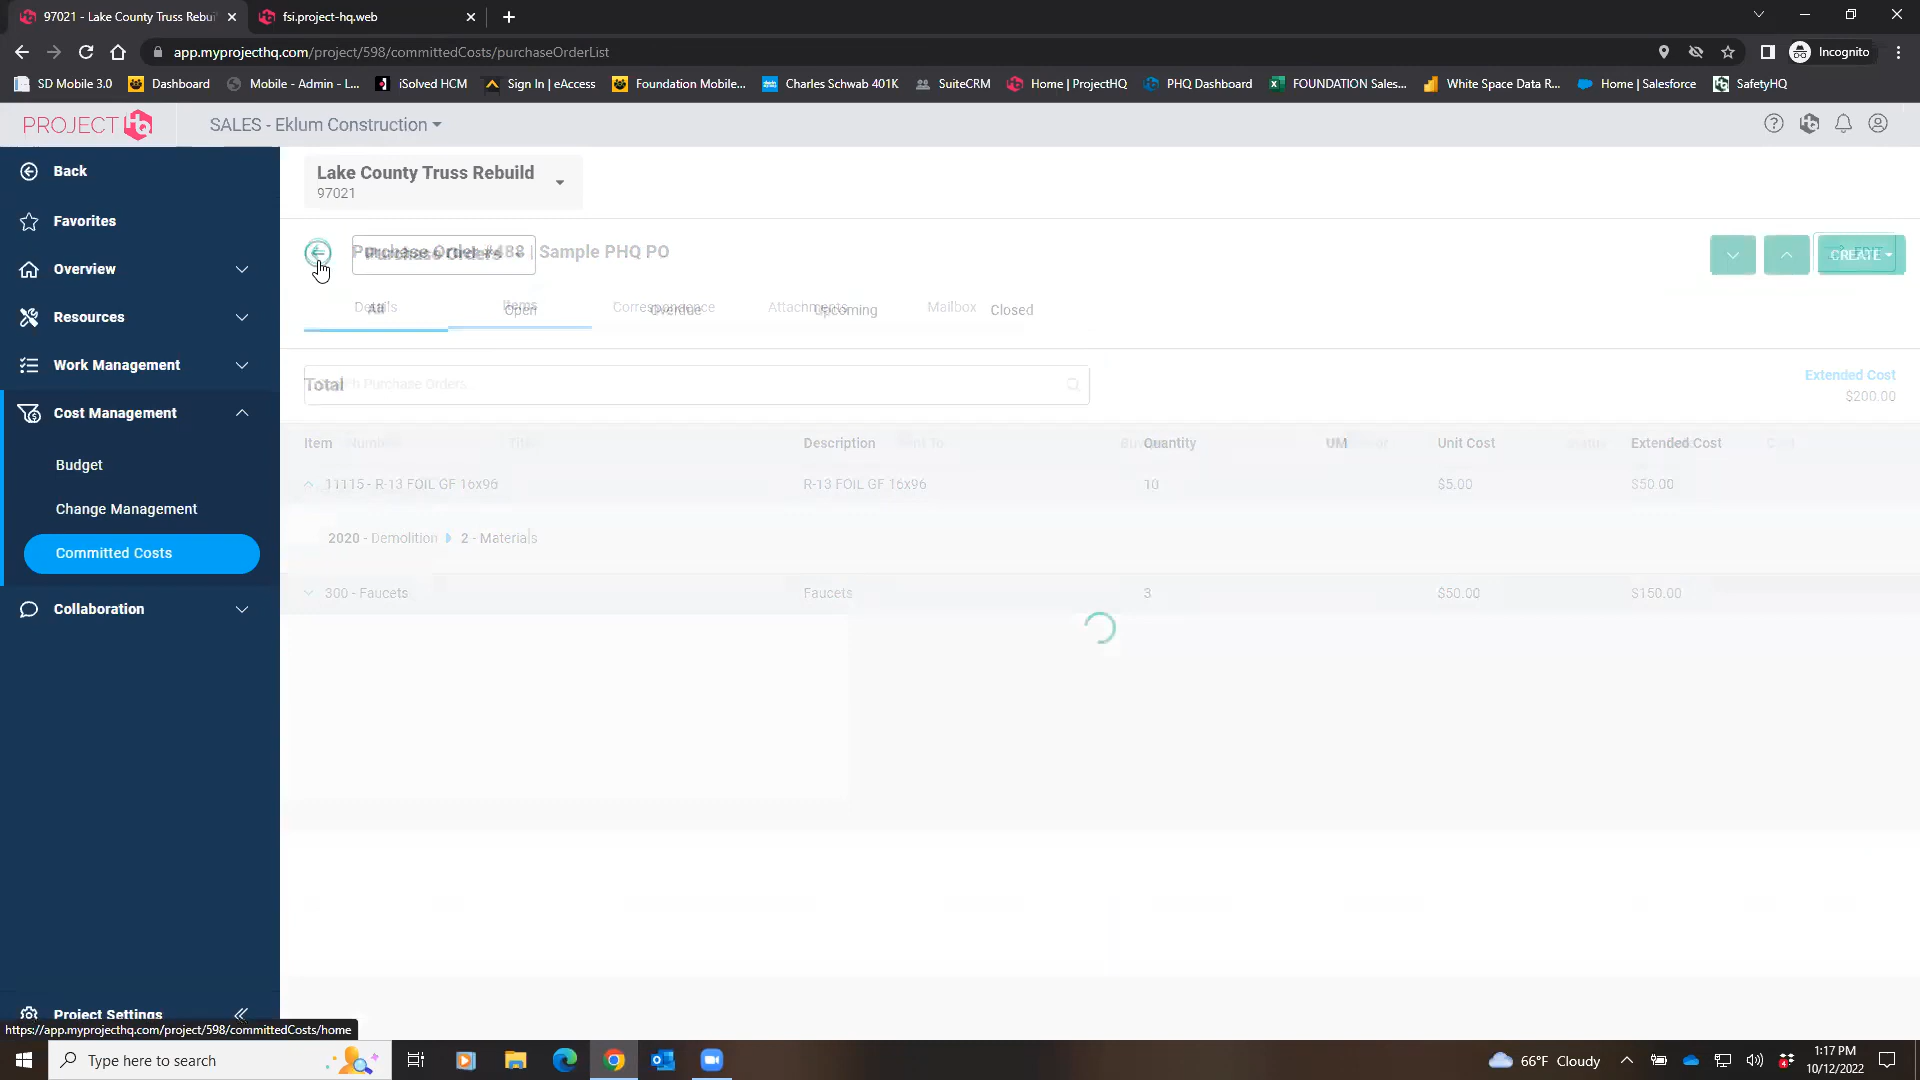 97021 - Lake County Truss Rebui
fsi.project-hq.web
app.myprojecthq.com/project/598/committedCosts/purchaseOrderList
Incognito
SD Mobile 3.0
Dashboard
Mobile - Admin - L...
iSolved HCM
Sign In | eAccess
Foundation Mobile...
Charles Schwab 401K
SuiteCRM
Home | ProjectHQ
PHQ Dashboard
FOUNDATION Sales...
White Space Data R...
Home | Salesforce
SafetyHQ
PROJECT HQ
SALES - Eklum Construction
Back
Favorites
Overview
Resources
Work Management
Cost Management
Budget
Change Management
Committed Costs
Collaboration
Project Settings
Lake County Truss Rebuild
97021
Purchase Order #488 | Sample PHQ PO
Purchase Orders
EDIT
CREATE
Details Items Correspondence Attachments Mailbox
All Open Overdue Upcoming Closed
Total
Search Purchase Orders
Extended Cost
$200.00
Item Description Quantity UM Unit Cost Extended Cost
Number Title Sent To Status Cost
11115 - R-13 FOIL GF 16x96 R-13 FOIL GF 16x96 10 $5.00 $50.00
2020 - Demolition 2 - Materials
300 - Faucets Faucets 3 $50.00 $150.00
https://app.myprojecthq.com/project/598/committedCosts/home
Type here to search
66°F Cloudy
1:17 PM
10/12/2022